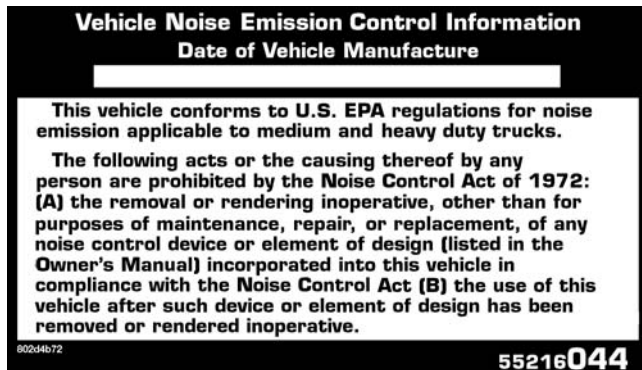 Vehicle Noise Emission Control Information
Date of Vehicle Manufacture
This vehicle conforms to U.S. EPA regulations for noise
emission applicable to medium and heavy duty trucks.
The following acts or the causing thereof by any
person are prohibited by the Noise Control Act of 1972:
(A) the removal or rendering inoperative, other than for
purposes of maintenance, repair, or replacement, of any
noise control device or element of design (listed in the
Owner's Manual) incorporated into this vehicle in
compliance with the Noise Control Act (B) the use of this
vehicle after such device or element of design has been
removed or rendered inoperative.
802d4b72
55216044